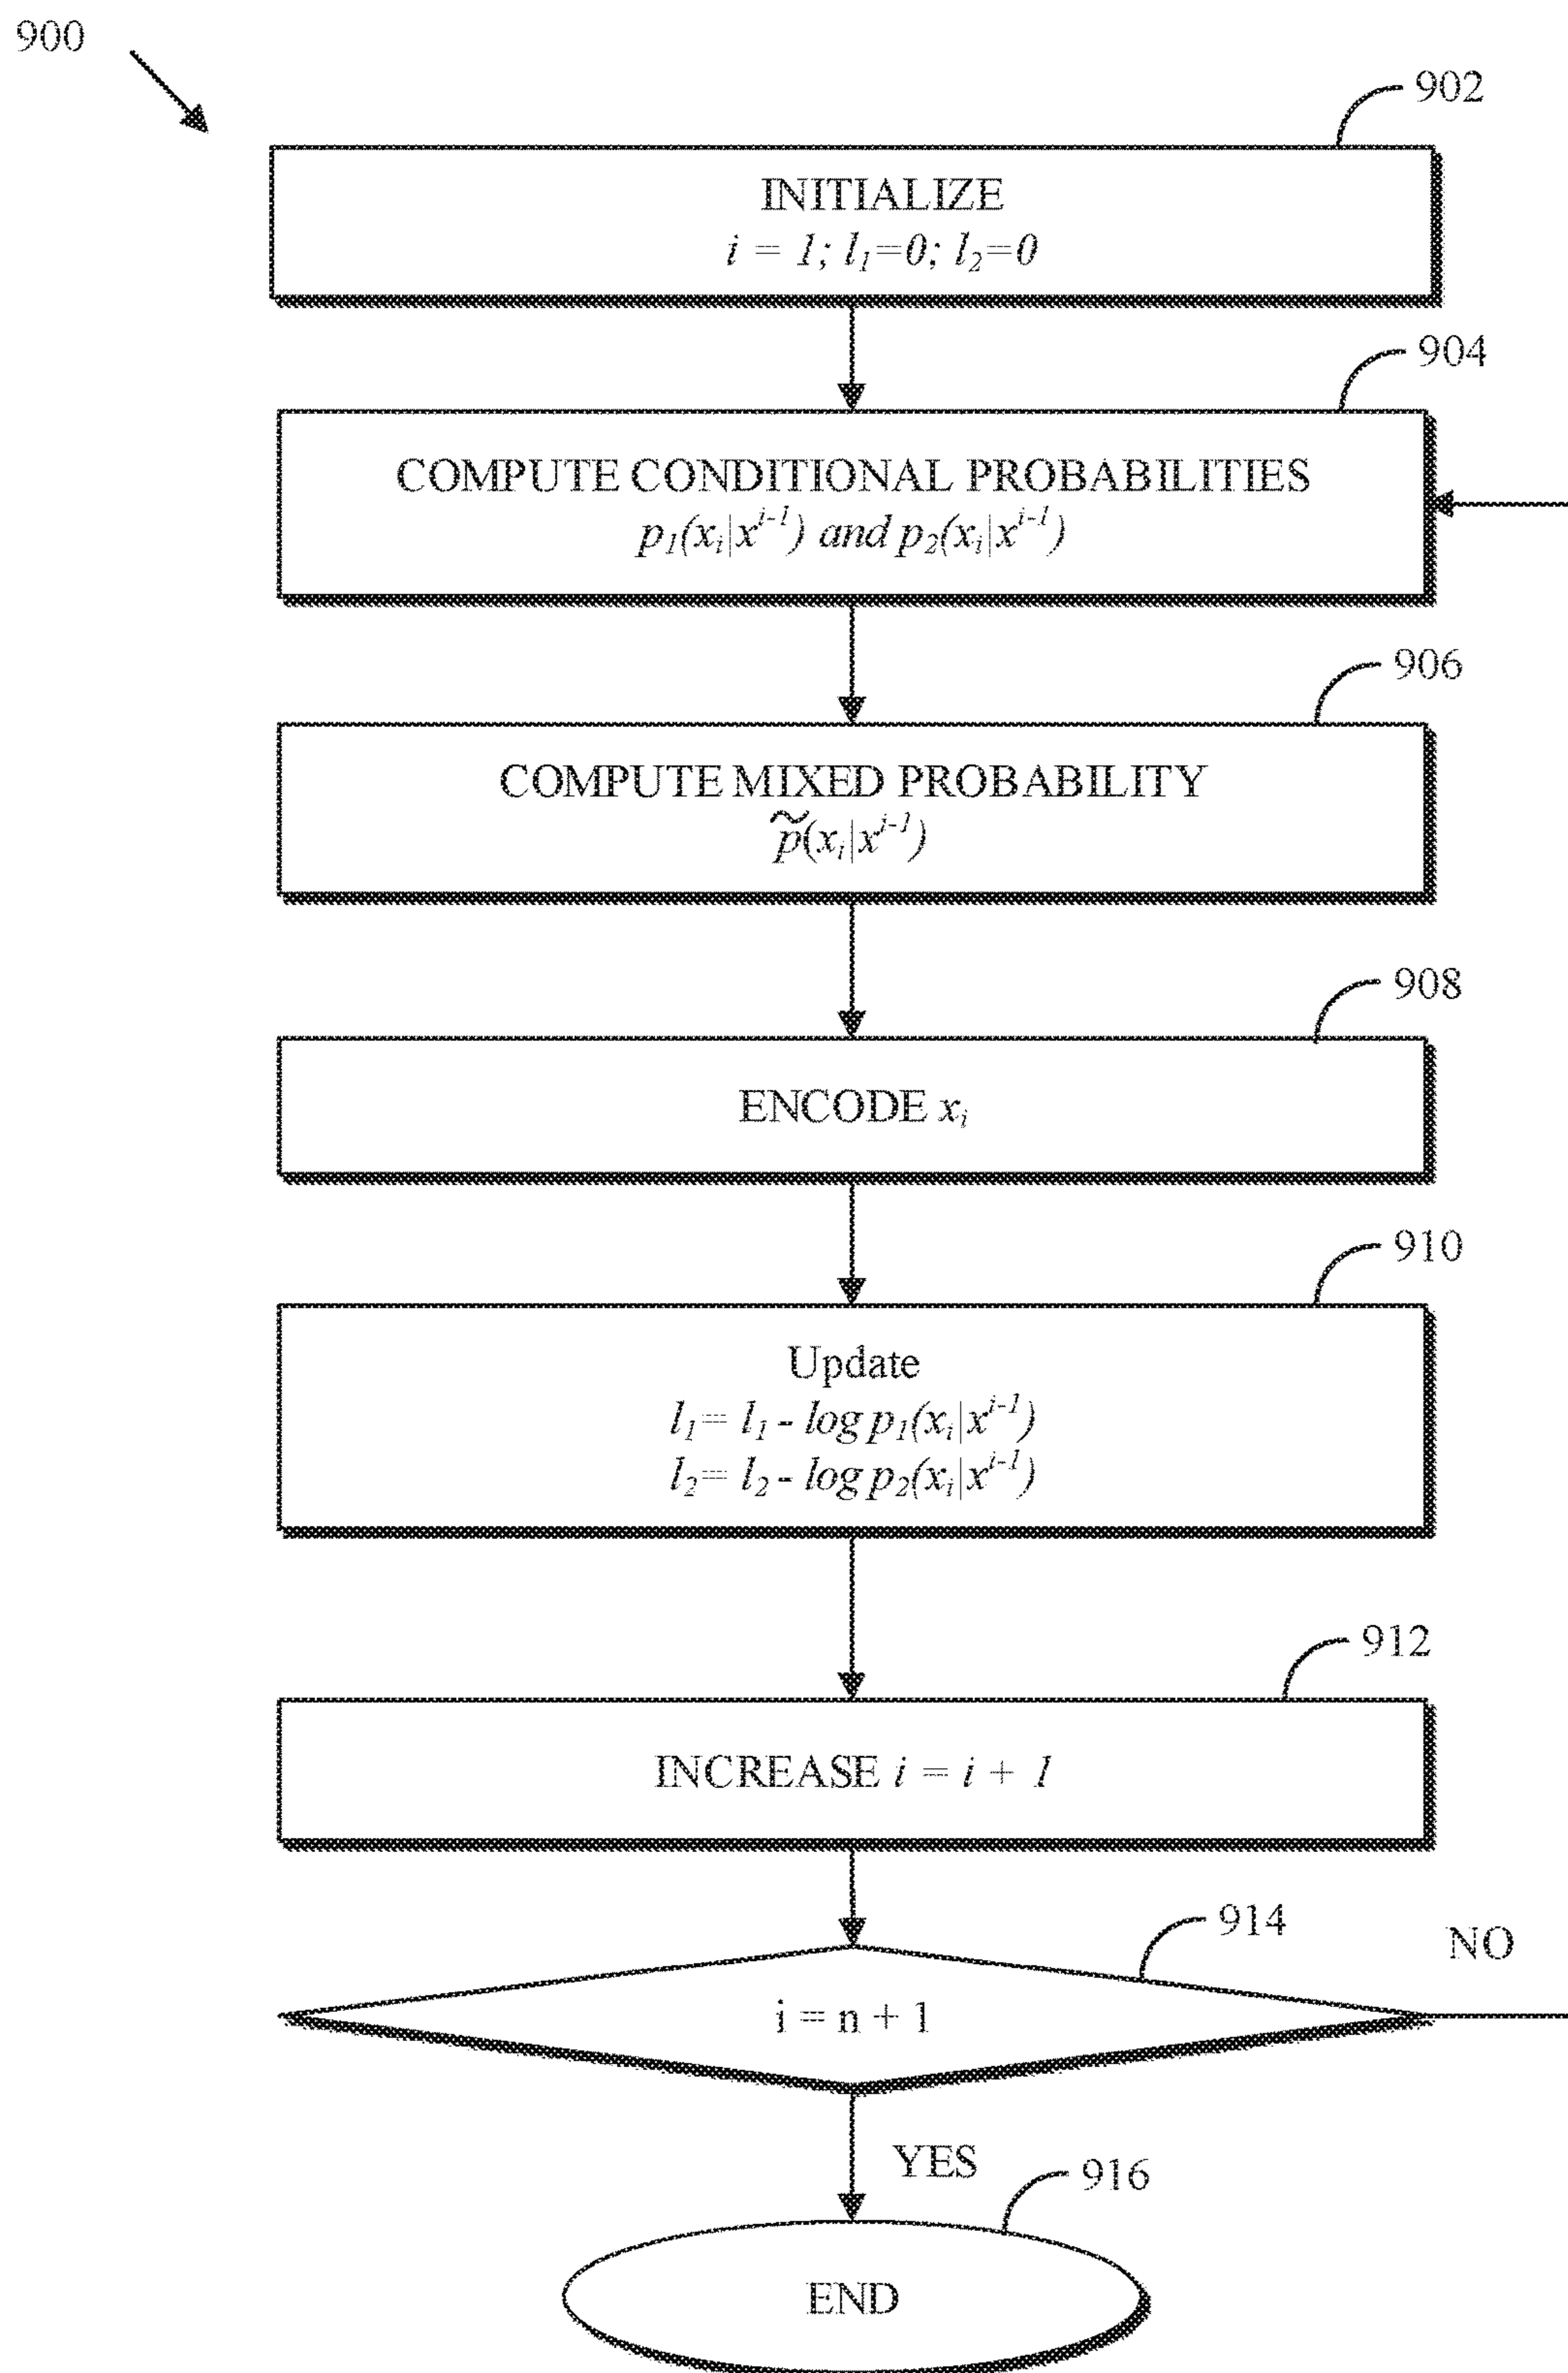 900
902
INITIALIZE
i = 1; l₁=0; l₂=0
904
COMPUTE CONDITIONAL PROBABILITIES
p₁(xᵢ|xⁱ⁻¹) and p₂(xᵢ|xⁱ⁻¹)
906
COMPUTE MIXED PROBABILITY
p̃(xᵢ|xⁱ⁻¹)
908
ENCODE xᵢ
910
Update
l₁= l₁ - log p₁(xᵢ|xⁱ⁻¹)
l₂= l₂ - log p₂(xᵢ|xⁱ⁻¹)
912
INCREASE i = i + 1
914
NO
i = n + 1
YES
916
END